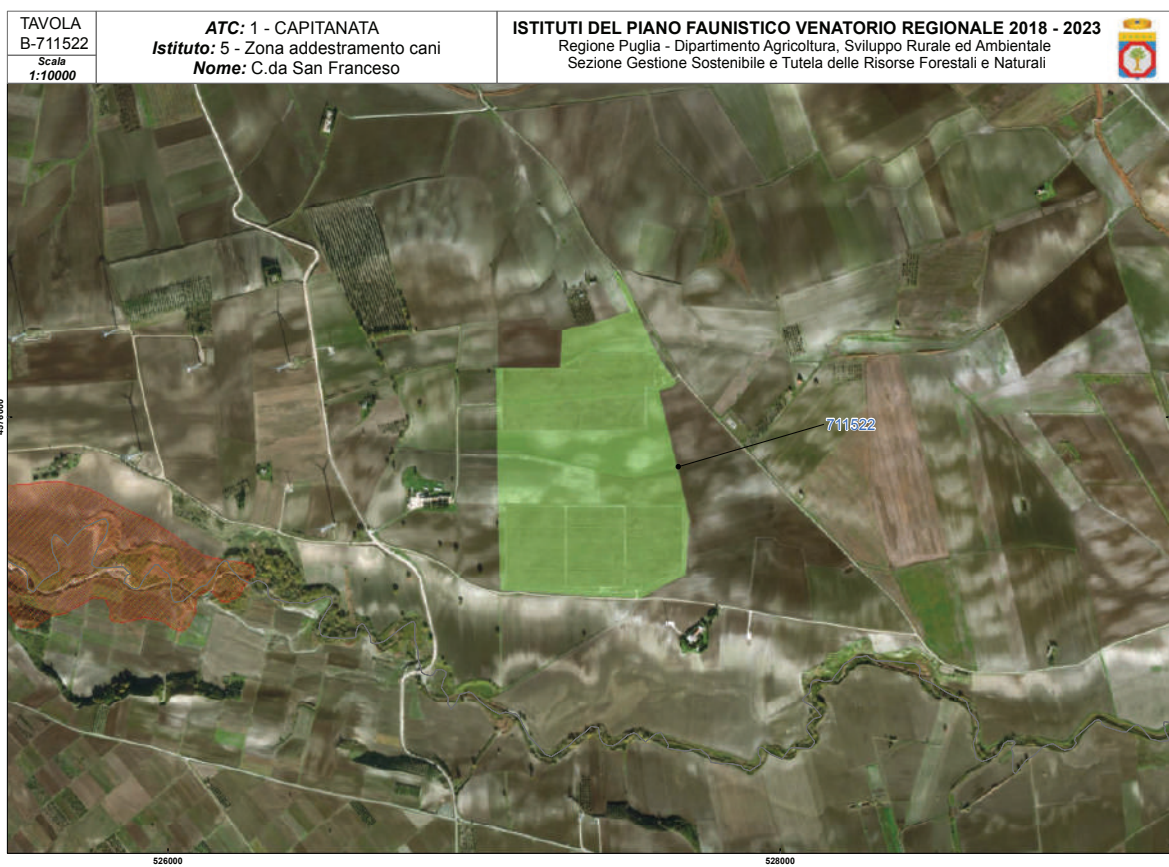 TAVOLA
B-711522
Scala
1:10000
ATC: 1 - CAPITANATA
Istituto: 5 - Zona addestramento cani
Nome: C.da San Franceso
ISTITUTI DEL PIANO FAUNISTICO VENATORIO REGIONALE 2018 - 2023
Regione Puglia - Dipartimento Agricoltura, Sviluppo Rurale ed Ambientale
Sezione Gestione Sostenibile e Tutela delle Risorse Forestali e Naturali
711522
526000
528000